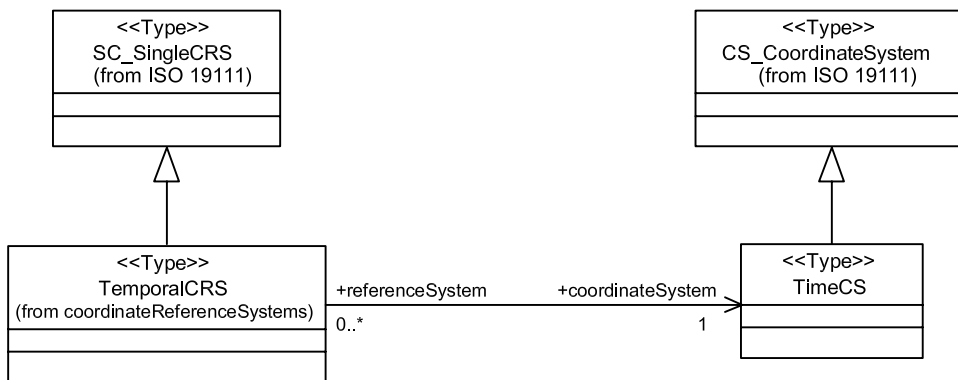 <<Type>>
SC_SingleCRS
(from ISO 19111)
<<Type>>
CS_CoordinateSystem
(from ISO 19111)
<<Type>>
TemporalCRS
(from coordinateReferenceSystems)
+referenceSystem
0..*
+coordinateSystem
1
<<Type>>
TimeCS